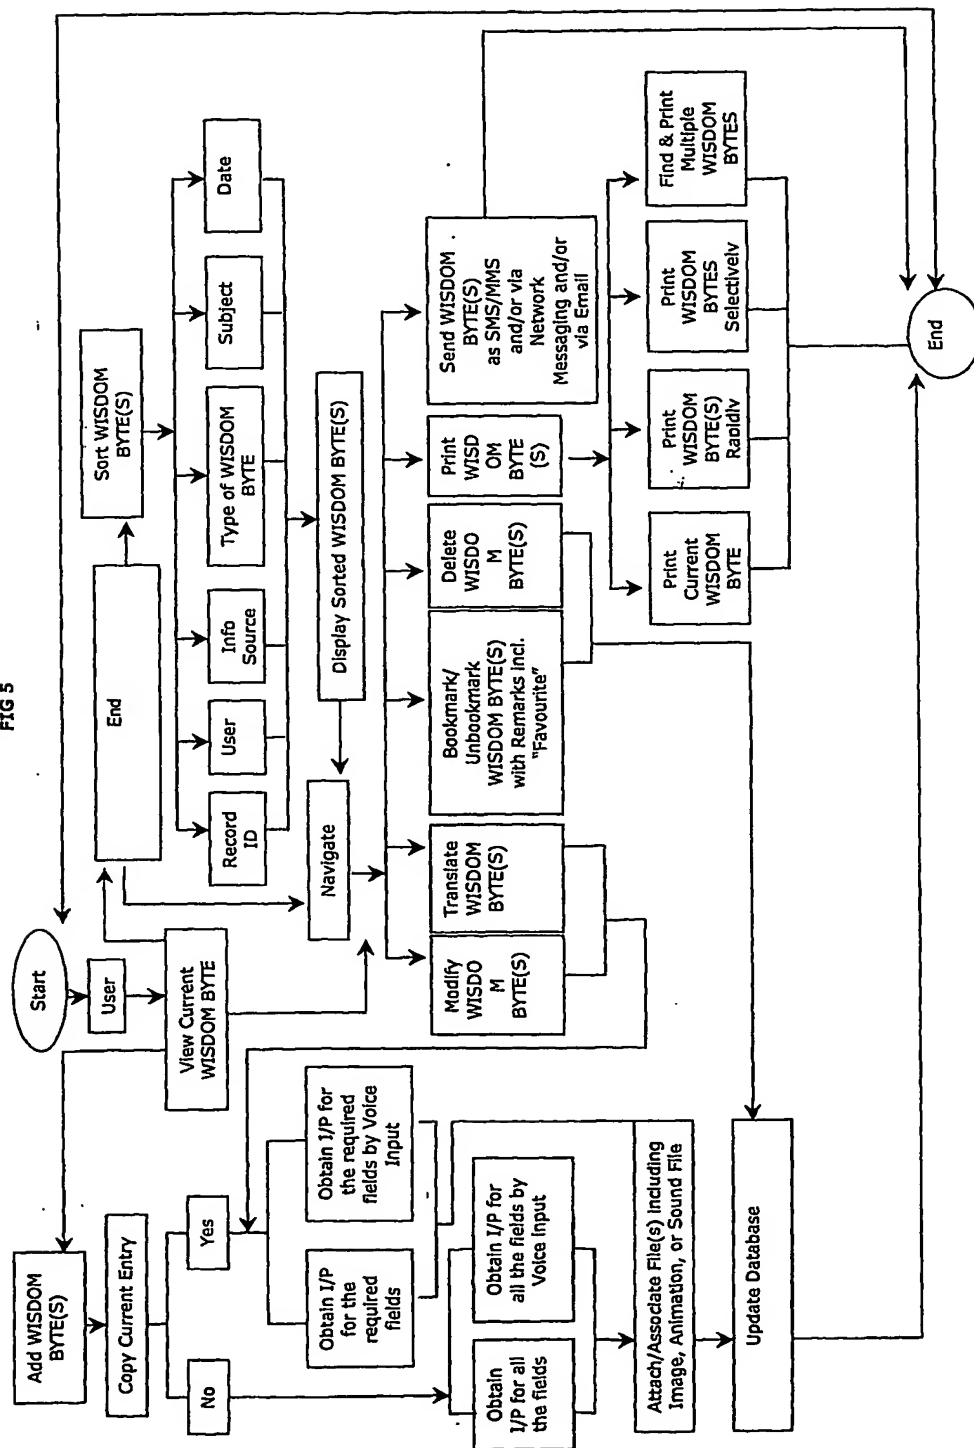 FIG 5
Start
User
View Current
WISDOM BYTE
End
Sort WISDOM
BYTE(S)
Record
ID
User
Info
Source
Type of WISDOM
BYTE
Subject
Date
Display Sorted WISDOM BYTE(S)
Navigate
Modify
WISDO
M
BYTE(S)
Translate
WISDOM
BYTE(S)
Bookmark/
Unbookmark
WISDOM BYTE(S)
with Remarks incl.
"Favourite"
Delete
WISDO
M
BYTE(S)
Print
WISD
OM
BYTE
(S)
Send WISDOM
BYTE(S)
as SMS/MMS
and/or via
Network
Messaging and/or
via Email
Print
Current
WISDOM
BYTE
Print
WISDOM
BYTE(S)
Rapidly
Print
WISDOM
BYTES
Selectively
Find & Print
Multiple
WISDOM
BYTES
End
Add WISDOM
BYTE(S)
Copy Current Entry
No
Yes
Obtain I/P
for the
required
fields
Obtain I/P for
the required
fields by Voice
Input
Obtain
I/P for all
the fields
Obtain I/P for
all the fields by
Voice Input
Attach/Associate File(s) including
Image, Animation, or Sound File
Update Database